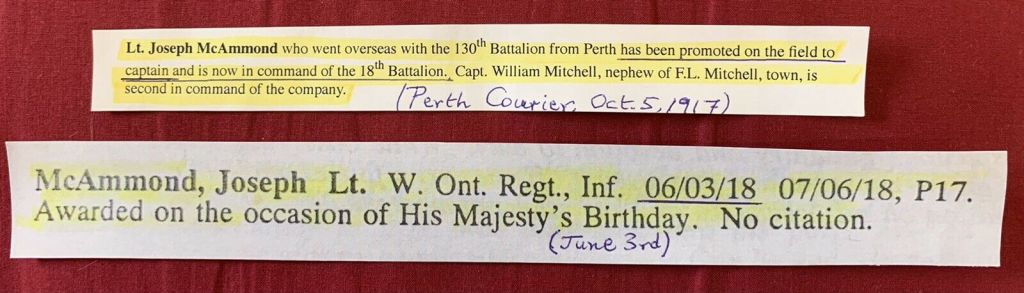 Lt. Joseph McAmmond who went overseas with the 130th Battalion from Perth has been promoted on the field to
captain and is now in command of the 18th Battalion. Capt. William Mitchell, nephew of F.L. Mitchell, town, is
second in command of the company.
(Perth Courier, Oct. 5, 1917)
McAmmond, Joseph Lt. W. Ont. Regt., Inf. 06/03/18 07/06/18, P17.
Awarded on the occasion of His Majesty's Birthday. No citation.
(June 3rd)